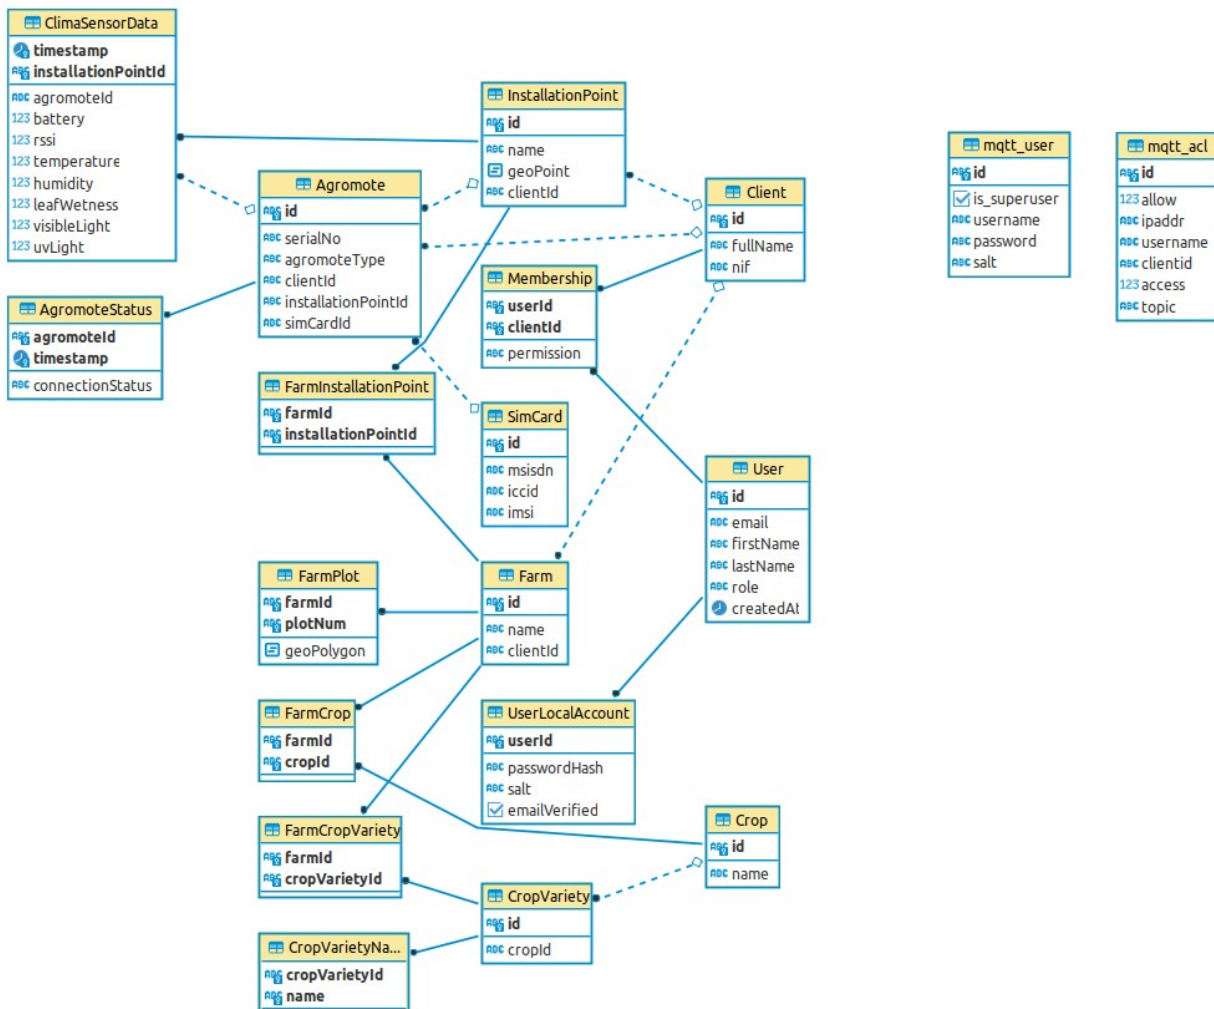 ClimaSensorData
timestamp
installationPointId
agromoteId
battery
rssi
temperature
humidity
leafWetness
visibleLight
uvLight
AgromoteStatus
agromoteId
timestamp
connectionStatus
Agromote
id
serialNo
agromoteType
clientId
installationPointId
simCardId
FarmInstallationPoint
farmId
installationPointId
FarmPlot
farmId
plotNum
geoPolygon
FarmCrop
farmId
cropId
FarmCropVariety
farmId
cropVarietyId
CropVarietyNa...
cropVarietyId
name
InstallationPoint
id
name
geoPoint
clientId
Membership
userId
clientId
permission
SimCard
id
msisdn
iccid
imsi
Farm
id
name
clientId
UserLocalAccount
userId
passwordHash
salt
emailVerified
CropVariety
id
cropId
Client
id
fullName
nif
User
id
email
firstName
lastName
role
createdAt
Crop
id
name
mqtt_user
id
is_superuser
username
password
salt
mqtt_acl
id
allow
ipaddr
username
clientid
access
topic